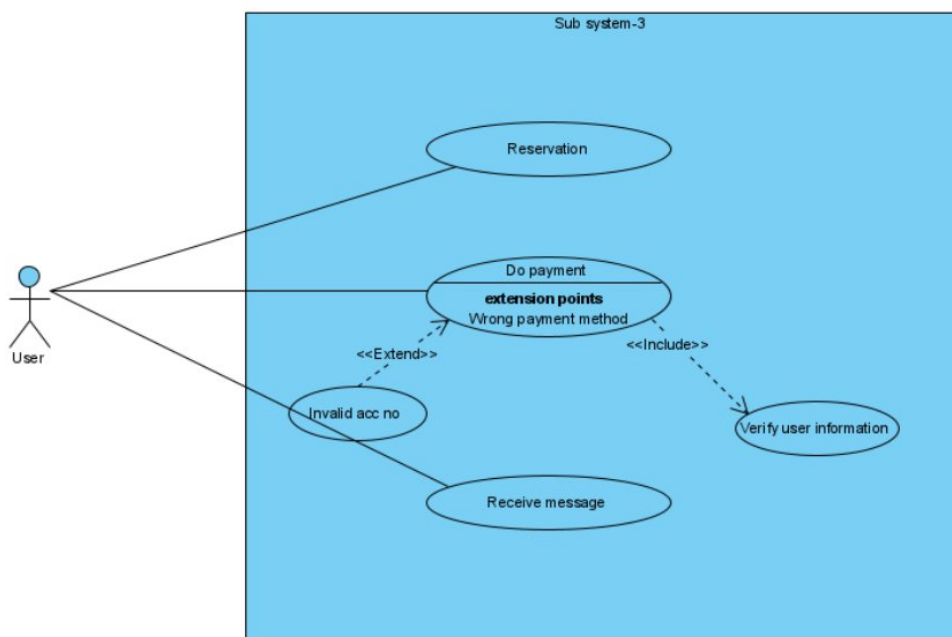 Sub system-3
Reservation
Do payment
extension points
Wrong payment method
<<Extend>>
<<Include>>
User
Invalid acc no
Verify user information
Receive message